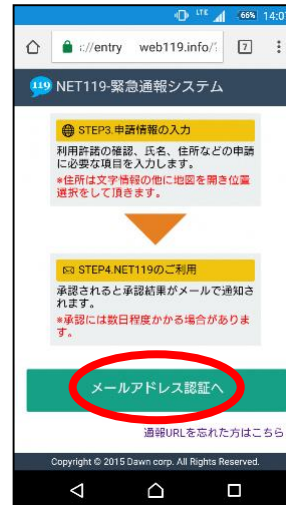 LTE 66% 14:0
://entry web119.info/ 7
119 NET119-緊急通報システム
STEP3.申請情報の入力
利用許諾の確認、氏名、住所などの申請
に必要な項目を入力します。
*住所は文字情報の他に地図を開き位置
選択をして頂きます。
STEP4.NET119のご利用
承認されると承認結果がメールで通知さ
れます。
*承認には数日程度かかる場合がありま
す。
メールアドレス認証へ
通報URLを忘れた方はこちら
Copyright © 2015 Dawn corp. All Rights Reserved.